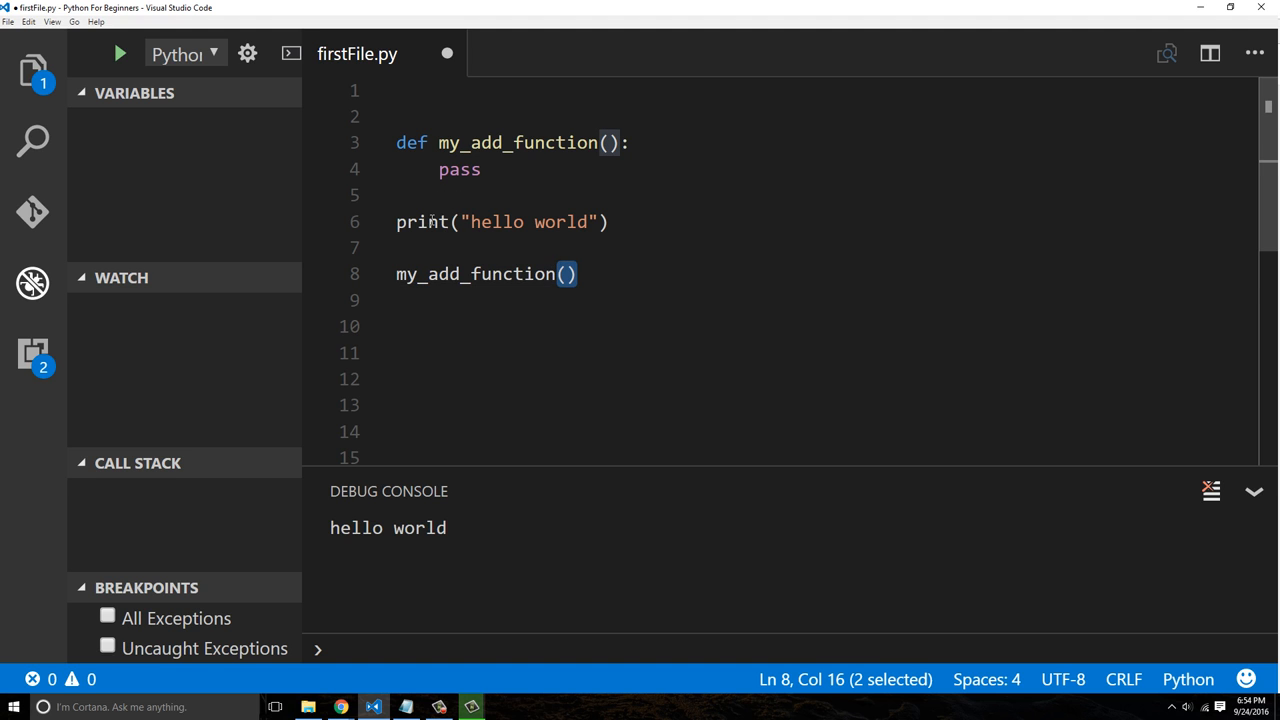 ● firstFile.py - Python For Beginners - Visual Studio Code
File Edit View Go Help
Python
firstFile.py
1
VARIABLES
WATCH
2
CALL STACK
BREAKPOINTS
All Exceptions
Uncaught Exceptions
1
2
3 def my_add_function():
4 pass
5
6 print("hello world")
7
8 my_add_function()
9
10
11
12
13
14
15
DEBUG CONSOLE
hello world
0 0 Ln 8, Col 16 (2 selected) Spaces: 4 UTF-8 CRLF Python
I'm Cortana. Ask me anything.
6:54 PM
9/24/2016